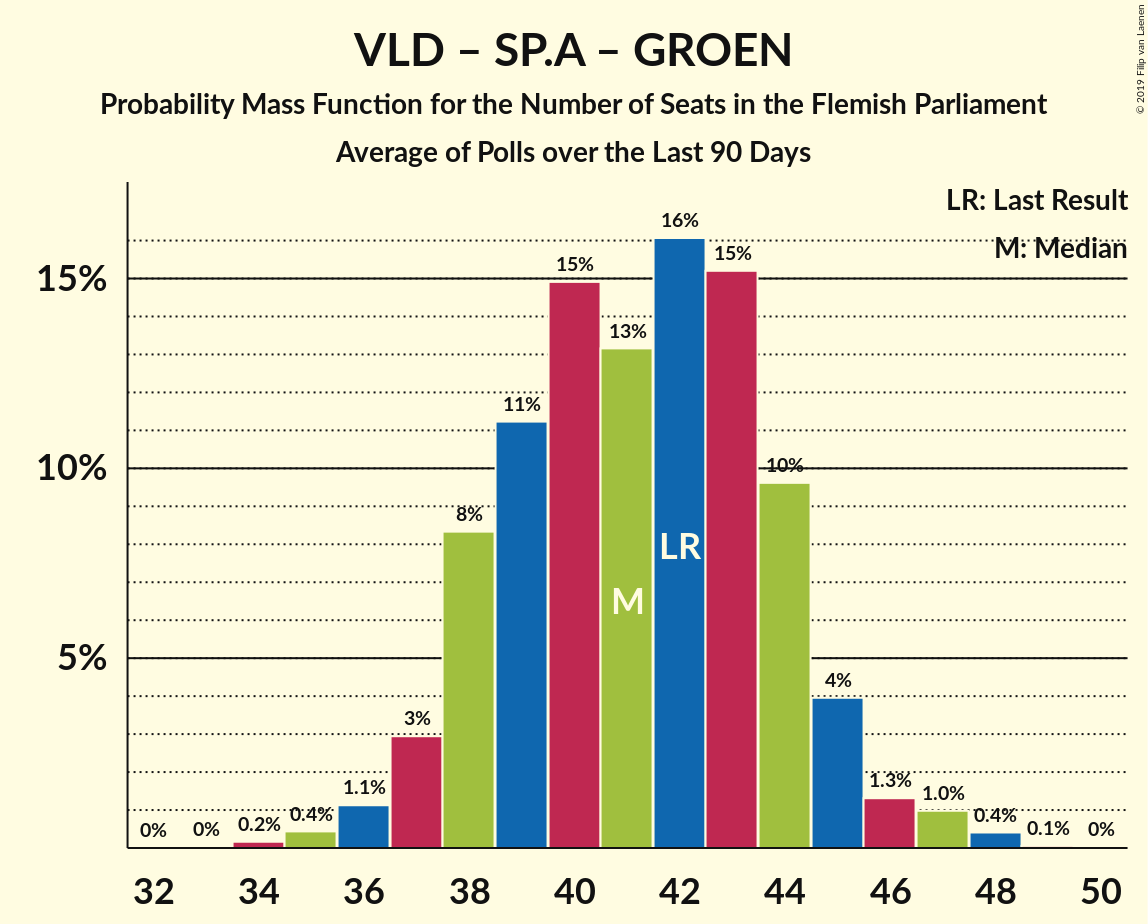 VLD – SP.A – GROEN
Probability Mass Function for the Number of Seats in the Flemish Parliament
Average of Polls over the Last 90 Days
© 2019 Filip van Laenen
LR: Last Result
M: Median
15%
10%
5%
0%
0%
0.2%
0.4%
1.1%
3%
8%
11%
15%
13%
16%
15%
10%
4%
1.3%
1.0%
0.4%
0.1%
0%
M
LR
32 34 36 38 40 42 44 46 48 50